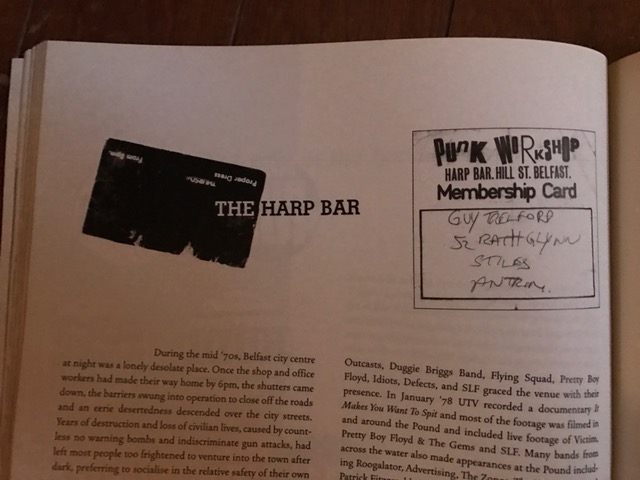 From 8pm.
THURSDAY
Proper Dress
THE HARP BAR
PUNK WORKSHOP
HARP BAR. HILL ST. BELFAST.
Membership Card
GUY TRELFORD
52 RATHGLYNN
STILES
ANTRIM.
During the mid '70s, Belfast city centre
at night was a lonely desolate place. Once the shop and office
workers had made their way home by 6pm, the shutters came
down, the barriers swung into operation to close off the roads
and an eerie desertedness descended over the city streets.
Years of destruction and loss of civilian lives, caused by count-
less no warning bombs and indiscriminate gun attacks, had
left most people too frightened to venture into the town after
dark, preferring to socialise in the relative safety of their own
Outcasts, Duggie Briggs Band, Flying Squad, Pretty Boy
Floyd, Idiots, Defects, and SLF graced the venue with their
presence. In January '78 UTV recorded a documentary It
Makes You Want To Spit and most of the footage was filmed in
and around the Pound and included live footage of Victim,
Pretty Boy Floyd & The Gems and SLF. Many bands from
across the water also made appearances at the Pound includ-
ing Roogalator, Advertising, The Zones
Patrick